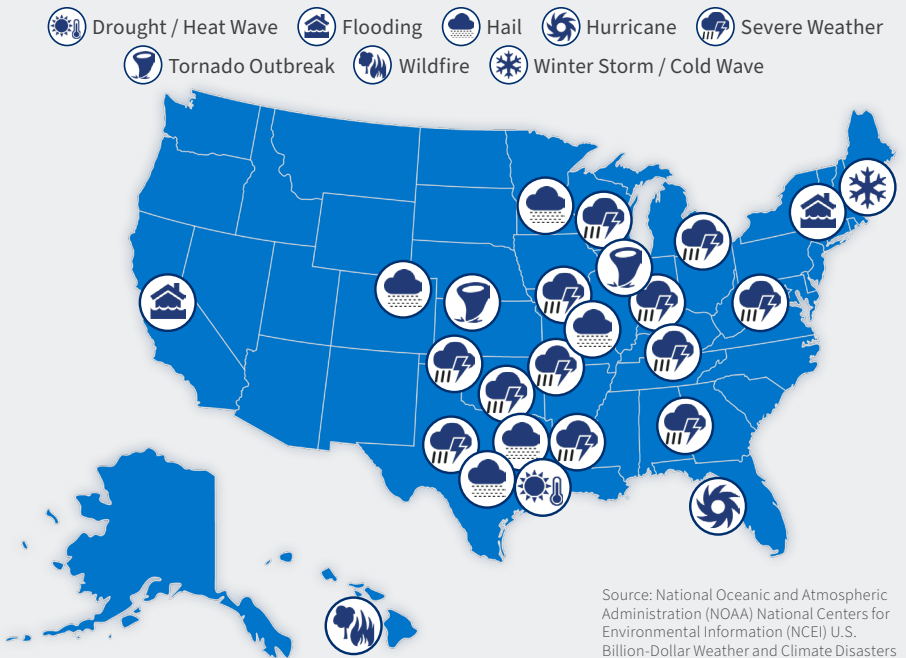 Drought / Heat Wave Flooding Hail Hurricane Severe Weather
Tornado Outbreak Wildfire Winter Storm / Cold Wave
Source: National Oceanic and Atmospheric
Administration (NOAA) National Centers for
Environmental Information (NCEI) U.S.
Billion-Dollar Weather and Climate Disasters